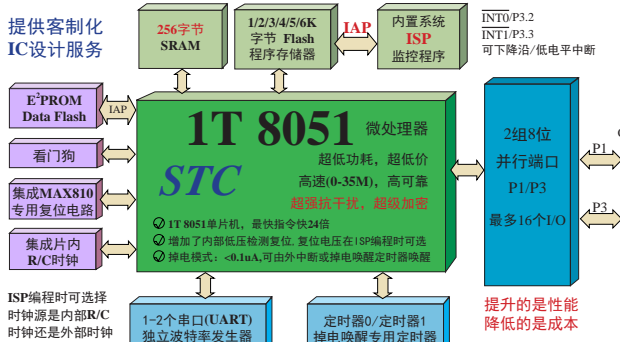 提供客制化
IC设计服务
256字节
SRAM
1/2/3/4/5/6K
字节 Flash
程序存储器
IAP
内置系统
ISP
监控程序
INT0/P3.2
INT1/P3.3
可下降沿/低电平中断
E²PROM
Data Flash
IAP
看门狗
集成MAX810
专用复位电路
集成片内
R/C时钟
1T 8051 微处理器
STC
超低功耗，超低价
高速(0-35M)，高可靠
超强抗干扰，超级加密
1T 8051单片机，最快指令快24倍
增加了内部低压检测复位, 复位电压在ISP编程时可选
掉电模式：<0.1uA,可由外中断或掉电唤醒定时器唤醒
2组8位
并行端口
P1/P3
最多16个I/O
P1
P3
ISP编程时可选择
时钟源是内部R/C
时钟还是外部时钟
1-2个串口(UART)
独立波特率发生器
定时器0/定时器1
掉电唤醒专用定时器
提升的是性能
降低的是成本